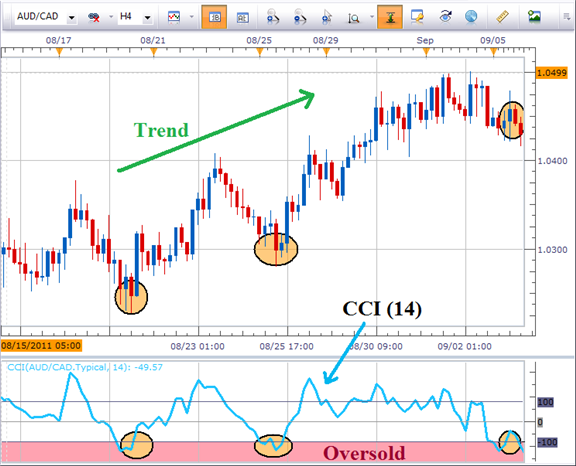 AUD/CAD H4
08/17 08/21 08/25 08/29 Sep 09/05
1.0499
Trend
1.0400
1.0300
CCI (14)
08/15/2011 05:00 08/23 01:00 08/25 17:00 08/30 09:00 09/02 01:00
CCI(AUD/CAD.Typical, 14): -49.57
100
-100
Oversold